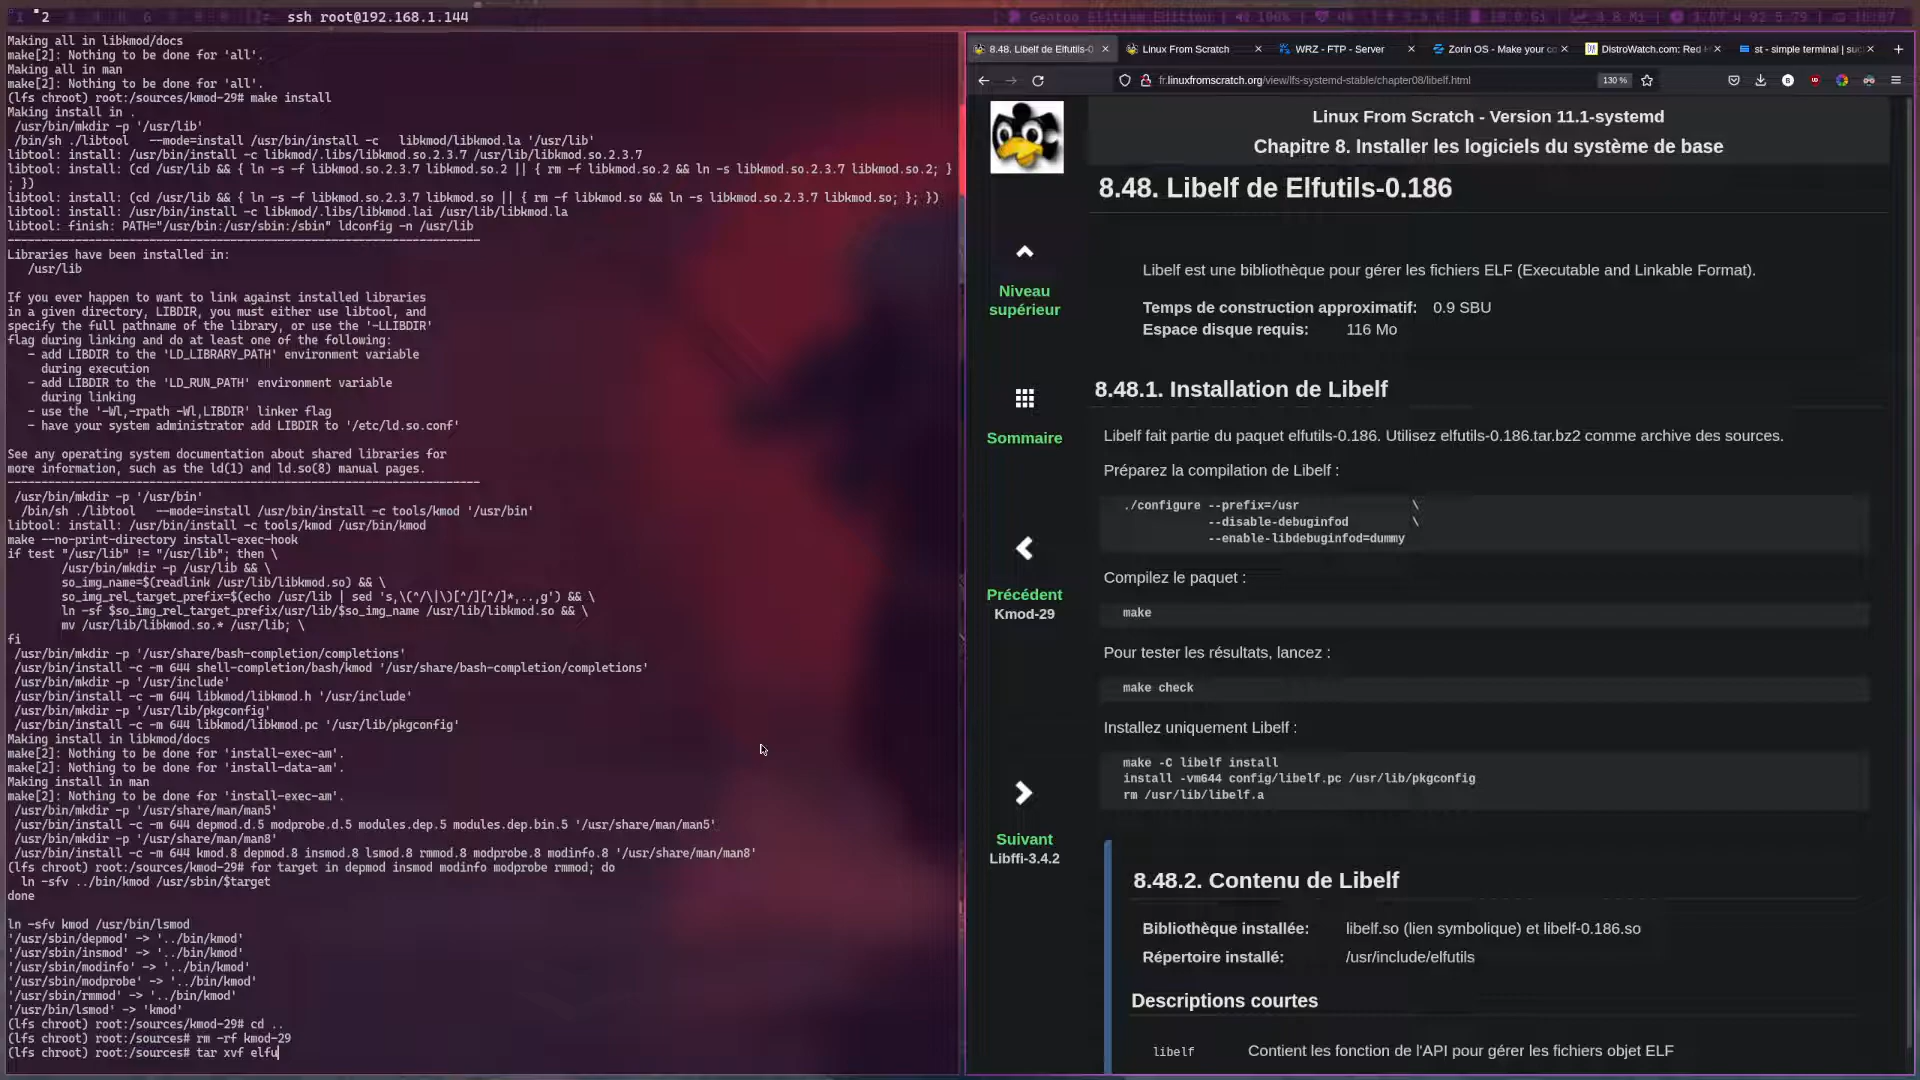 2
ssh root@192.168.1.144
Making all in libkmod/docs
make[2]: Nothing to be done for 'all'.
Making all in man
make[2]: Nothing to be done for 'all'.
(lfs chroot) root:/sources/kmod-29# make install
Making install in .
/usr/bin/mkdir -p '/usr/lib'
/bin/sh ./libtool   --mode=install /usr/bin/install -c   libkmod/libkmod.la '/usr/lib'
libtool: install: /usr/bin/install -c libkmod/.libs/libkmod.so.2.3.7 /usr/lib/libkmod.so.2.3.7
libtool: install: (cd /usr/lib && { ln -s -f libkmod.so.2.3.7 libkmod.so.2 || { rm -f libkmod.so.2 && ln -s libkmod.so.2.3.7 libkmod.so.2; }
; })
libtool: install: (cd /usr/lib && { ln -s -f libkmod.so.2.3.7 libkmod.so || { rm -f libkmod.so && ln -s libkmod.so.2.3.7 libkmod.so; }; })
libtool: install: /usr/bin/install -c libkmod/.libs/libkmod.lai /usr/lib/libkmod.la
libtool: finish: PATH="/usr/bin:/usr/sbin:/sbin" ldconfig -n /usr/lib
----------------------------------------------------------------------
Libraries have been installed in:
   /usr/lib
If you ever happen to want to link against installed libraries
in a given directory, LIBDIR, you must either use libtool, and
specify the full pathname of the library, or use the '-LLIBDIR'
flag during linking and do at least one of the following:
   - add LIBDIR to the 'LD_LIBRARY_PATH' environment variable
     during execution
   - add LIBDIR to the 'LD_RUN_PATH' environment variable
     during linking
   - use the '-Wl,-rpath -Wl,LIBDIR' linker flag
   - have your system administrator add LIBDIR to '/etc/ld.so.conf'
See any operating system documentation about shared libraries for
more information, such as the ld(1) and ld.so(8) manual pages.
----------------------------------------------------------------------
/usr/bin/mkdir -p '/usr/bin'
/bin/sh ./libtool   --mode=install /usr/bin/install -c tools/kmod '/usr/bin'
libtool: install: /usr/bin/install -c tools/kmod /usr/bin/kmod
make --no-print-directory install-exec-hook
if test "/usr/lib" != "/usr/lib"; then \
        /usr/bin/mkdir -p /usr/lib && \
        so_img_name=$(readlink /usr/lib/libkmod.so) && \
        so_img_rel_target_prefix=$(echo /usr/lib | sed 's,\(^/\|\)[^/][^/]*,..,g') && \
        ln -sf $so_img_rel_target_prefix/usr/lib/$so_img_name /usr/lib/libkmod.so && \
        mv /usr/lib/libkmod.so.* /usr/lib; \
fi
/usr/bin/mkdir -p '/usr/share/bash-completion/completions'
/usr/bin/install -c -m 644 shell-completion/bash/kmod '/usr/share/bash-completion/completions'
/usr/bin/mkdir -p '/usr/include'
/usr/bin/install -c -m 644 libkmod/libkmod.h '/usr/include'
/usr/bin/mkdir -p '/usr/lib/pkgconfig'
/usr/bin/install -c -m 644 libkmod/libkmod.pc '/usr/lib/pkgconfig'
Making install in libkmod/docs
make[2]: Nothing to be done for 'install-exec-am'.
make[2]: Nothing to be done for 'install-data-am'.
Making install in man
make[2]: Nothing to be done for 'install-exec-am'.
/usr/bin/mkdir -p '/usr/share/man/man5'
/usr/bin/install -c -m 644 depmod.d.5 modprobe.d.5 modules.dep.5 modules.dep.bin.5 '/usr/share/man/man5'
/usr/bin/mkdir -p '/usr/share/man/man8'
/usr/bin/install -c -m 644 kmod.8 depmod.8 insmod.8 lsmod.8 rmmod.8 modprobe.8 modinfo.8 '/usr/share/man/man8'
(lfs chroot) root:/sources/kmod-29# for target in depmod insmod modinfo modprobe rmmod; do
  ln -sfv ../bin/kmod /usr/sbin/$target
done
ln -sfv kmod /usr/bin/lsmod
'/usr/sbin/depmod' -> '../bin/kmod'
'/usr/sbin/insmod' -> '../bin/kmod'
'/usr/sbin/modinfo' -> '../bin/kmod'
'/usr/sbin/modprobe' -> '../bin/kmod'
'/usr/sbin/rmmod' -> '../bin/kmod'
'/usr/bin/lsmod' -> 'kmod'
(lfs chroot) root:/sources/kmod-29# cd ..
(lfs chroot) root:/sources# rm -rf kmod-29
(lfs chroot) root:/sources# tar xvf elfu
8.48. Libelf de Elfutils-0
Linux From Scratch
WRZ - FTP - Server
Zorin OS - Make your co
DistroWatch.com: Red
st - simple terminal | suc
fr.linuxfromscratch.org/view/lfs-systemd-stable/chapter08/libelf.html
130 %
Linux From Scratch - Version 11.1-systemd
Chapitre 8. Installer les logiciels du système de base
8.48. Libelf de Elfutils-0.186
Niveau
supérieur
Sommaire
Précédent
Kmod-29
Suivant
Libffi-3.4.2
Libelf est une bibliothèque pour gérer les fichiers ELF (Executable and Linkable Format).
Temps de construction approximatif: 0.9 SBU
Espace disque requis: 116 Mo
8.48.1. Installation de Libelf
Libelf fait partie du paquet elfutils-0.186. Utilisez elfutils-0.186.tar.bz2 comme archive des sources.
Préparez la compilation de Libelf :
./configure --prefix=/usr                \
            --disable-debuginfod         \
            --enable-libdebuginfod=dummy
Compilez le paquet :
make
Pour tester les résultats, lancez :
make check
Installez uniquement Libelf :
make -C libelf install
install -vm644 config/libelf.pc /usr/lib/pkgconfig
rm /usr/lib/libelf.a
8.48.2. Contenu de Libelf
Bibliothèque installée: libelf.so (lien symbolique) et libelf-0.186.so
Répertoire installé: /usr/include/elfutils
Descriptions courtes
libelf Contient les fonction de l'API pour gérer les fichiers objet ELF